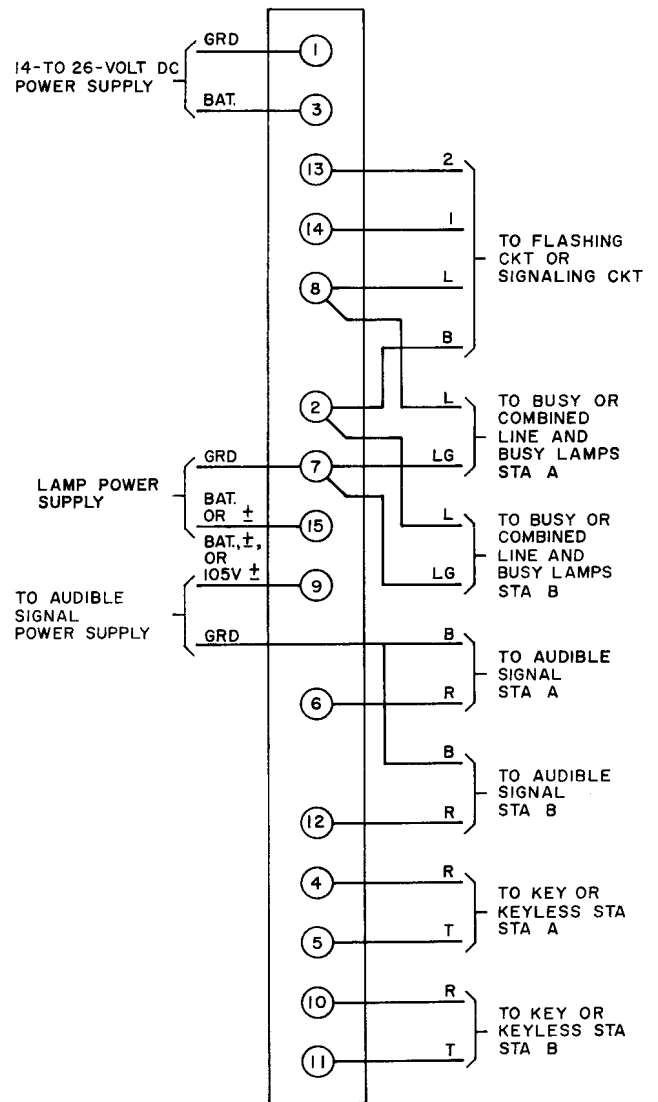 GRD
14-TO 26-VOLT DC
POWER SUPPLY
BAT.
1
3
13
2
14
1
8
L
B
TO FLASHING
CKT OR
SIGNALING CKT
2
L
TO BUSY OR
COMBINED
LINE AND
BUSY LAMPS
STA A
LG
GRD
7
LAMP POWER
SUPPLY
BAT.
OR ±
15
L
TO BUSY OR
COMBINED
LINE AND
BUSY LAMPS
STA B
LG
BAT., ±,
OR
105V ±
9
TO AUDIBLE
SIGNAL
POWER SUPPLY
GRD
B
TO AUDIBLE
SIGNAL
STA A
6
R
B
TO AUDIBLE
SIGNAL
STA B
12
R
4
R
TO KEY OR
KEYLESS STA
STA A
5
T
10
R
TO KEY OR
KEYLESS STA
STA B
11
T